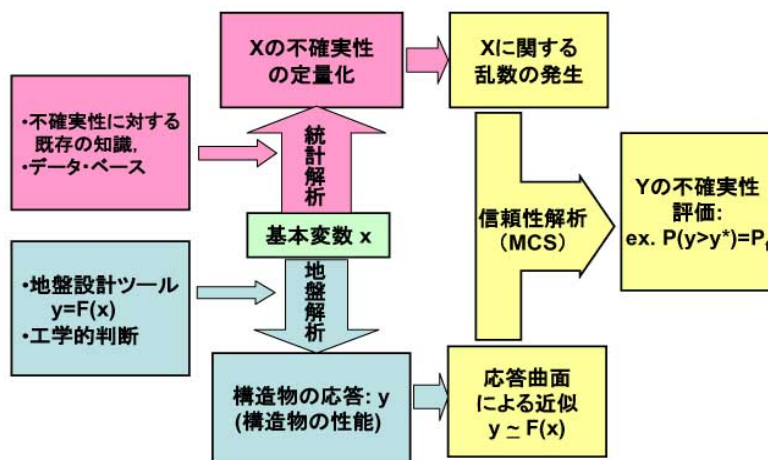 Xの不確実性
の定量化
Xに関する
乱数の発生
・不確実性に対する
既存の知識,
・データ・ベース
統計解析
基本変数 x
信頼性解析
（MCS）
Yの不確実性
評価:
ex. P(y>y*)=Pf
・地盤設計ツール
y=F(x)
・工学的判断
地盤解析
構造物の応答: y
(構造物の性能)
応答曲面
による近似
y ≃ F(x)